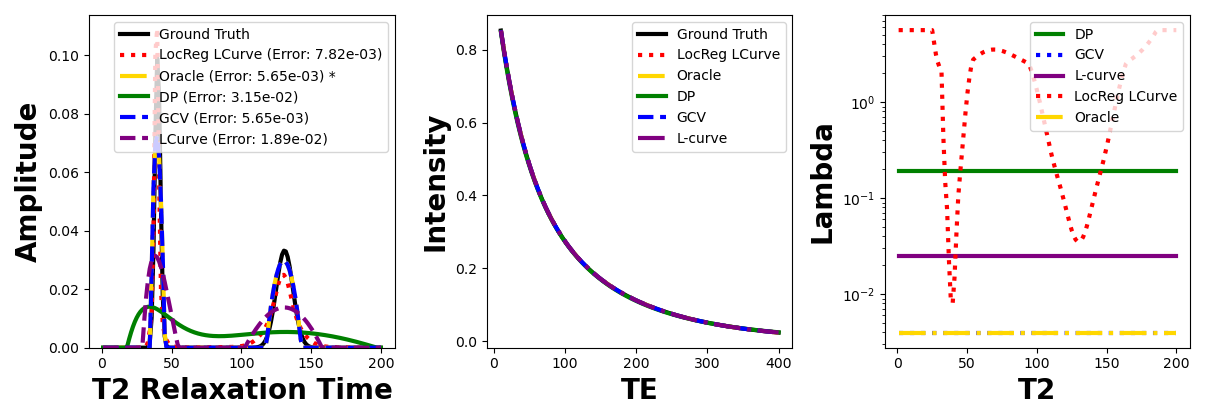 Amplitude
0.10
0.08
0.06
0.04
0.02
0.00
Ground Truth
LocReg LCurve (Error: 7.82e-03)
Oracle (Error: 5.65e-03) *
DP (Error: 3.15e-02)
GCV (Error: 5.65e-03)
LCurve (Error: 1.89e-02)
0 50 100 150 200
T2 Relaxation Time
Intensity
0.8
0.6
0.4
0.2
0.0
Ground Truth
LocReg LCurve
Oracle
DP
GCV
L-curve
0 100 200 300 400
TE
Lambda
10⁰
10⁻¹
10⁻²
DP
GCV
L-curve
LocReg LCurve
Oracle
0 50 100 150 200
T2